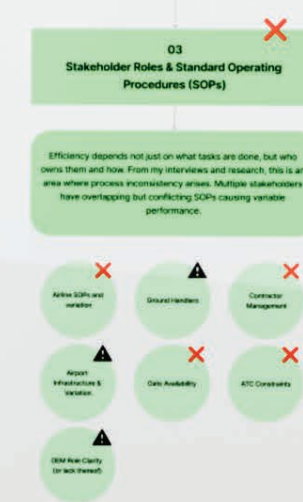 03
Stakeholder Roles & Standard Operating
Procedures (SOPs)
Efficiency depends not just on what tasks are done, but who
owns them and how. From my interviews and research, this is an
area where process inconsistency arises. Multiple stakeholders
have overlapping but conflicting SOPs causing variable
performance.
Airline SOPs and
variation
Ground Handlers
Contractor
Management
Airport
Infrastructure &
Variation
Gate Availability
ATC Constraints
OEM Role Clarity
(or lack thereof)